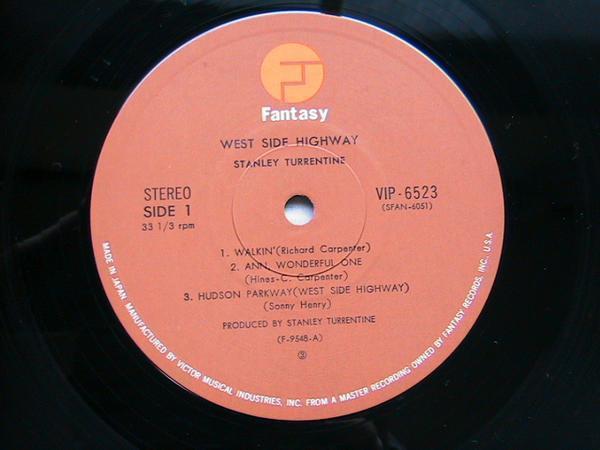 Fantasy
WEST SIDE HIGHWAY
STANLEY TURRENTINE
STEREO
SIDE 1
33 1/3 rpm
VIP-6523
(SFAN-6051)
1. WALKIN'(Richard Carpenter)
2. ANN, WONDERFUL ONE
(Hines-C. Carpenter)
3. HUDSON PARKWAY(WEST SIDE HIGHWAY)
(Sonny Henry)
PRODUCED BY STANLEY TURRENTINE
(F-9548-A)
③
MADE IN JAPAN. MANUFACTURED BY VICTOR MUSICAL INDUSTRIES, INC. FROM A MASTER RECORDING OWNED BY FANTASY RECORDS, INC., U.S.A.